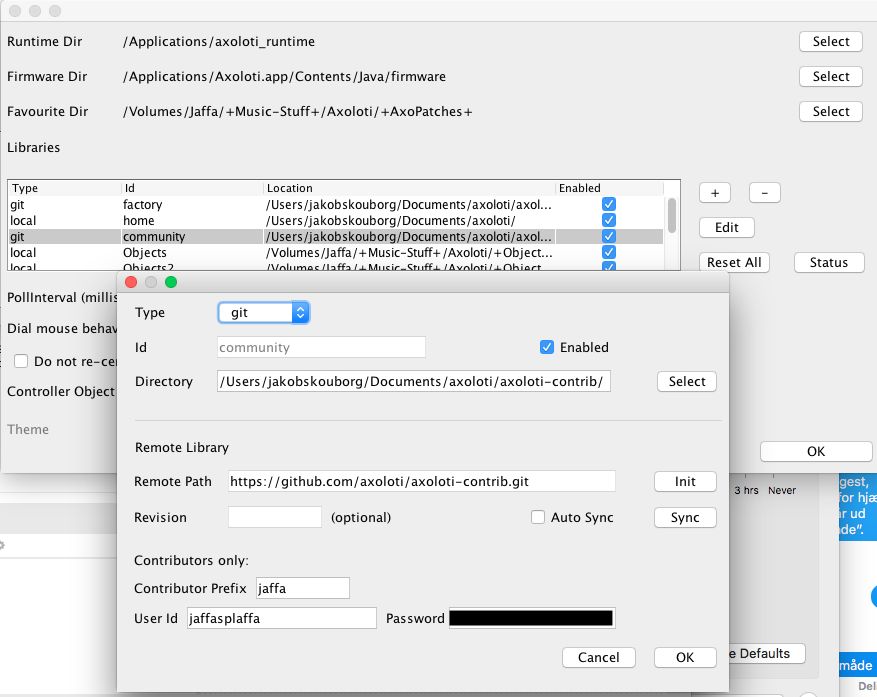 Runtime Dir /Applications/axoloti_runtime Select
Firmware Dir /Applications/Axoloti.app/Contents/Java/firmware Select
Favourite Dir /Volumes/Jaffa/+Music-Stuff+/Axoloti/+AxoPatches+ Select
Libraries
Type Id Location Enabled
git factory /Users/jakobskouborg/Documents/axoloti/axol...
local home /Users/jakobskouborg/Documents/axoloti/
git community /Users/jakobskouborg/Documents/axoloti/axol...
local Objects /Volumes/Jaffa/+Music-Stuff+/Axoloti/+Object...
local Objects2 /Volumes/Jaffa/+Music-Stuff+/Axoloti/+Object...
+ -
Edit
Reset All Status
PollInterval (millis
Dial mouse behav
Do not re-cen
Controller Object
Theme
OK
Type git
Id community Enabled
Directory /Users/jakobskouborg/Documents/axoloti/axoloti-contrib/ Select
Remote Library
Remote Path https://github.com/axoloti/axoloti-contrib.git Init
Revision (optional) Auto Sync Sync
Contributors only:
Contributor Prefix jaffa
User Id jaffasplaffa Password
Cancel OK
3 hrs Never
gest,
for hjæ
år ud
de”.
e Defaults
måde
Del